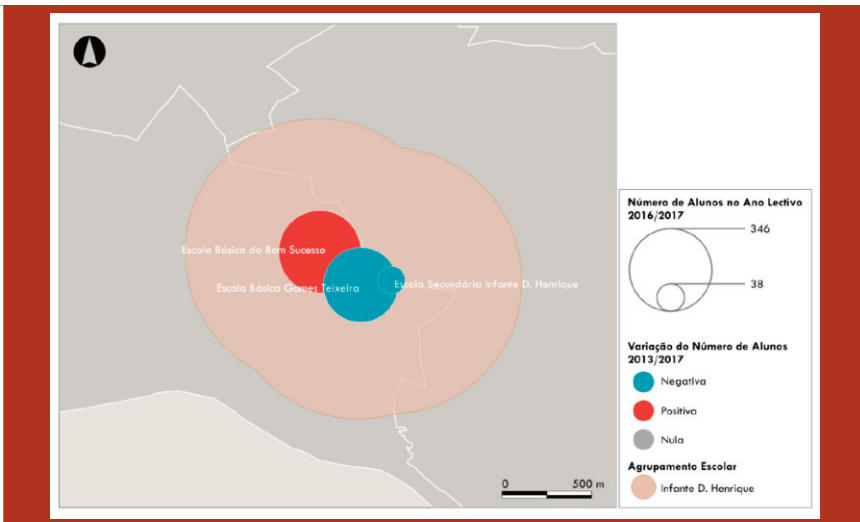 Escola Básica do Bom Sucesso
Escola Básica Gomes Teixeira
Escola Secundária Infante D. Henrique
0 500 m
Número de Alunos no Ano Lectivo
2016/2017
346
38
Variação do Número de Alunos
2013/2017
Negativa
Positiva
Nula
Agrupamento Escolar
Infante D. Henrique